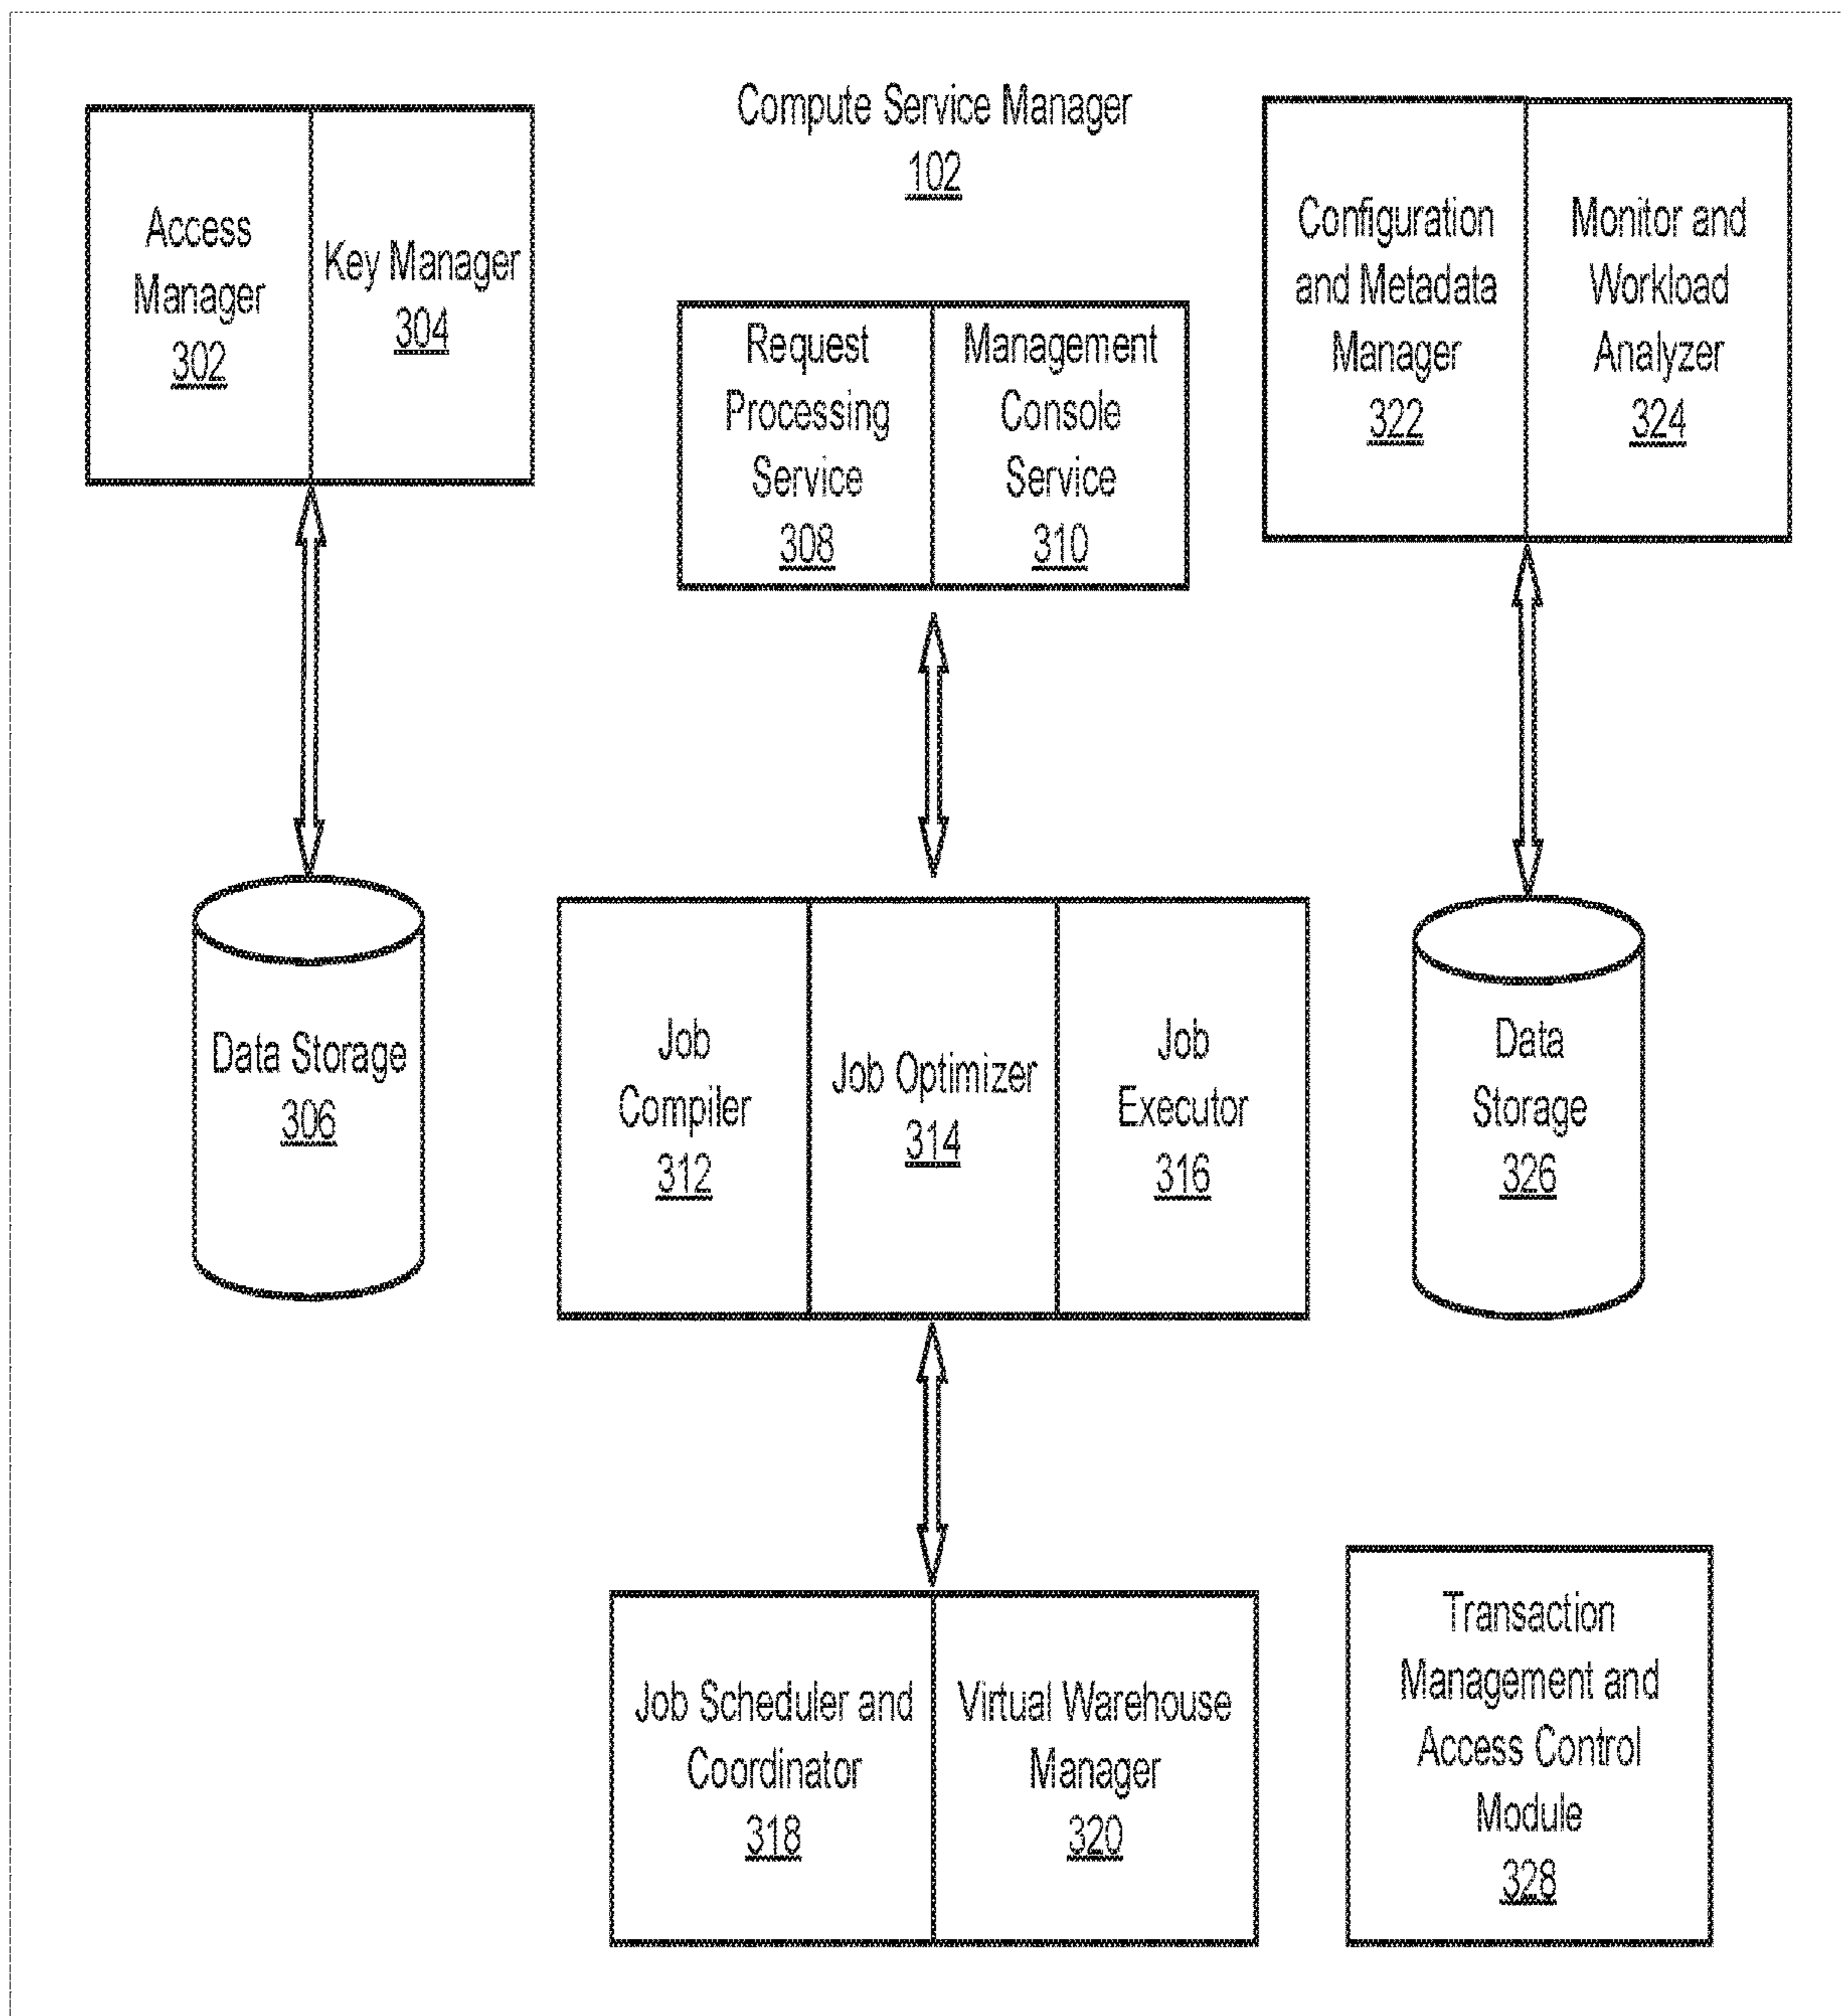 Compute Service Manager
102
Access
Manager
302
Key Manager
304
Request
Processing
Service
308
Management
Console
Service
310
Configuration
and Metadata
Manager
322
Monitor and
Workload
Analyzer
324
Data Storage
306
Job
Compiler
312
Job Optimizer
314
Job
Executor
316
Data
Storage
326
Job Scheduler and
Coordinator
318
Virtual Warehouse
Manager
320
Transaction
Management and
Access Control
Module
328